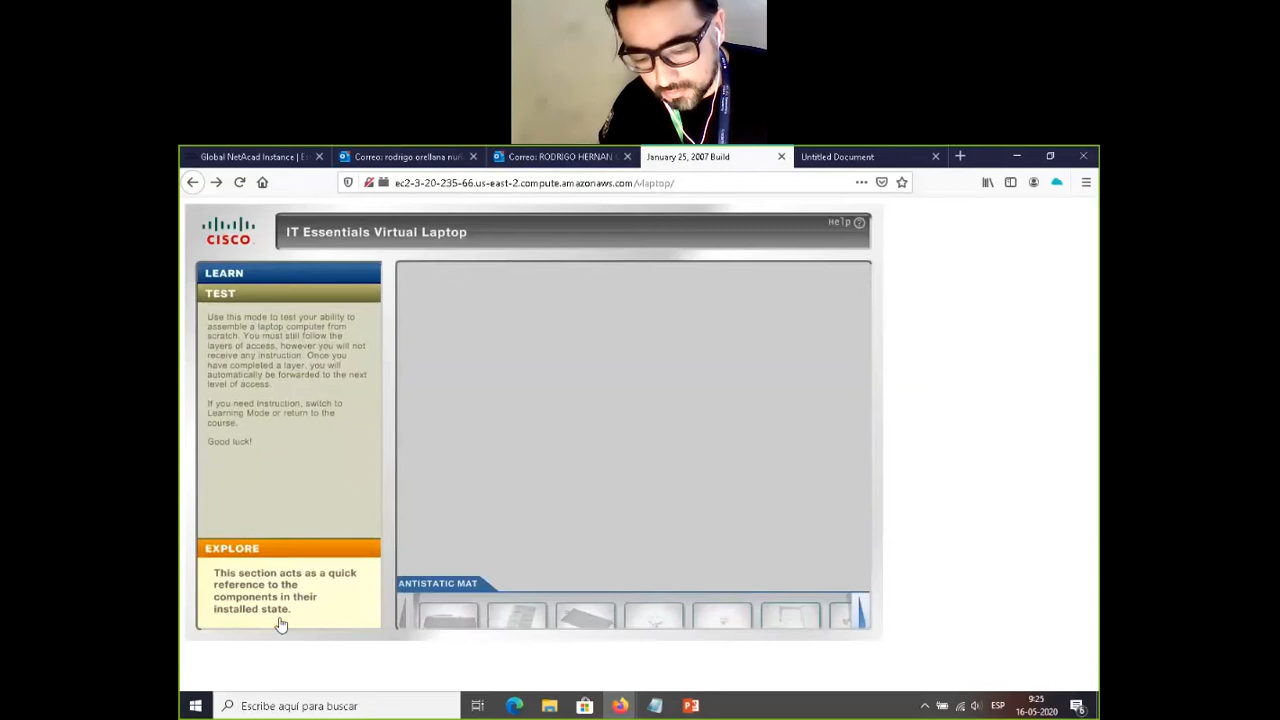 Global NetAcad Instance | E
Correo: rodrigo orellana nu
Correo: RODRIGO HERNAN
January 25, 2007 Build
Untitled Document
ec2-3-20-235-66.us-east-2.compute.amazonaws.com/vlaptop/
CISCO
IT Essentials Virtual Laptop
Help ?
LEARN
TEST
Use this mode to test your ability to
assemble a laptop computer from
scratch. You must still follow the
layers of access, however you will not
receive any instruction. Once you
have completed a layer, you will
automatically be forwarded to the next
level of access.
If you need instruction, switch to
Learning Mode or return to the
course.
Good luck!
EXPLORE
This section acts as a quick
reference to the
components in their
installed state.
ANTISTATIC MAT
Escribe aquí para buscar
ESP
9:25
16-05-2020
6